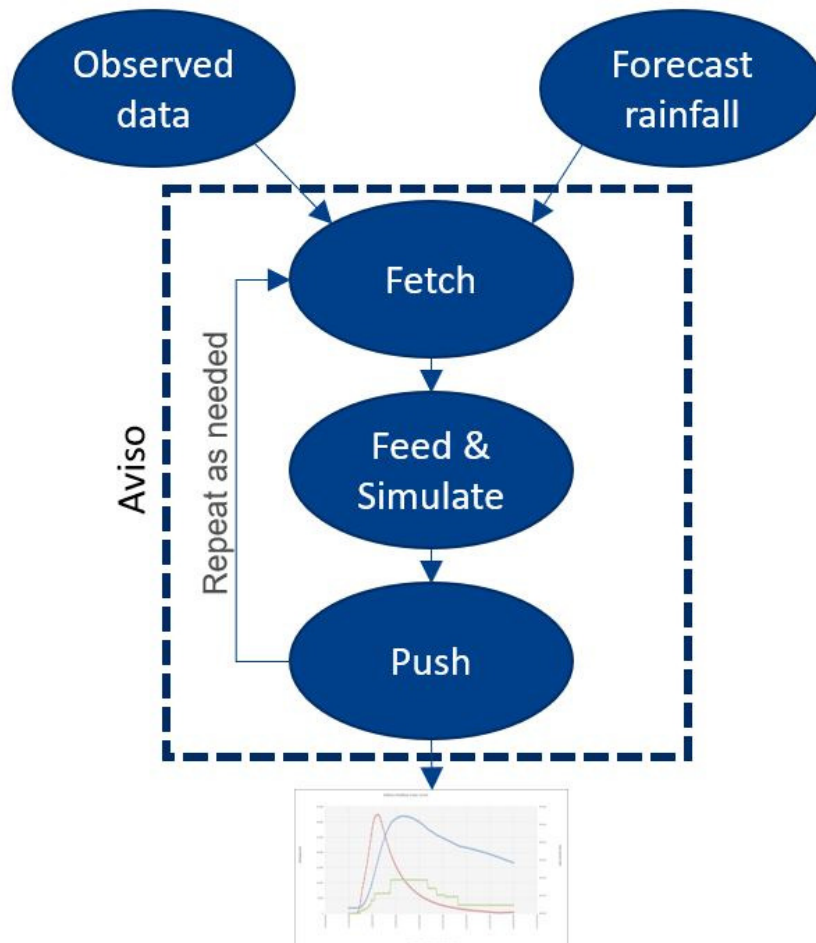 Observed
data
Forecast
rainfall
Fetch
Aviso
Repeat as needed
Feed &
Simulate
Push